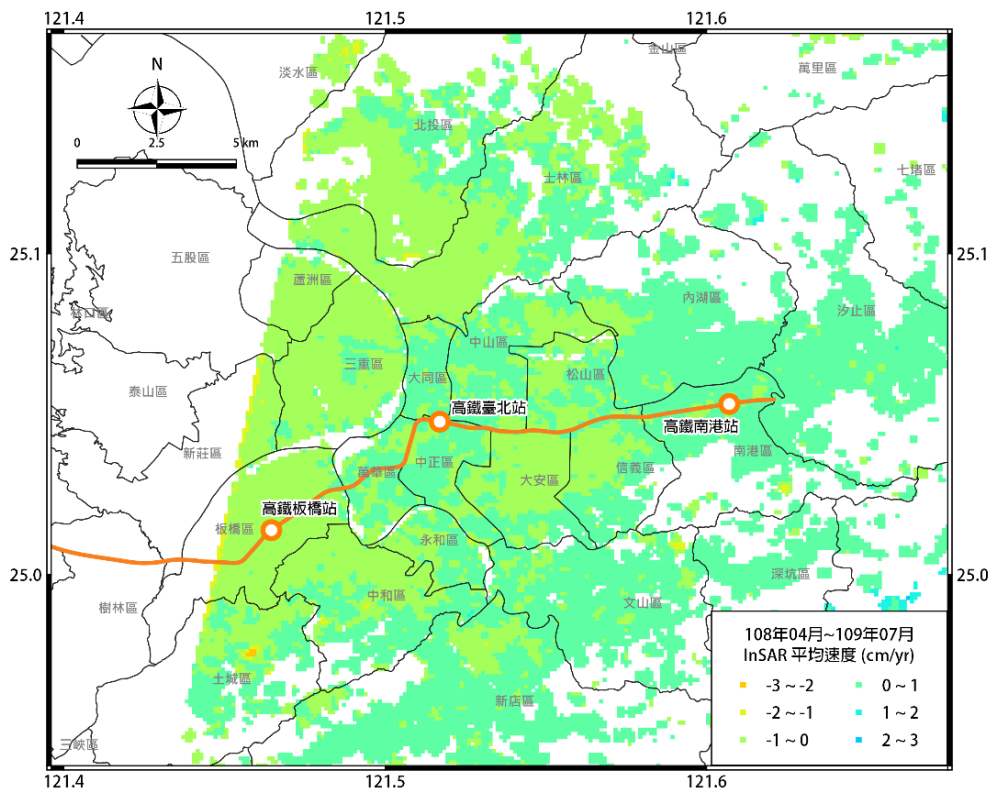 121.4 121.5 121.6
N
0 2.5 5 km
淡水區
金山區
萬里區
北投區
士林區
七堵區
25.1 25.1
五股區
蘆洲區
林口區
內湖區
汐止區
中山區
三重區
大同區
松山區
泰山區
高鐵臺北站
高鐵南港站
新莊區
萬華區
中正區
大安區
信義區
南港區
高鐵板橋站
板橋區
永和區
25.0 25.0
樹林區
中和區
文山區
深坑區
土城區
新店區
三峽區
108年04月~109年07月
InSAR 平均速度 (cm/yr)
-3 ~ -2 0 ~ 1
-2 ~ -1 1 ~ 2
-1 ~ 0 2 ~ 3
121.4 121.5 121.6